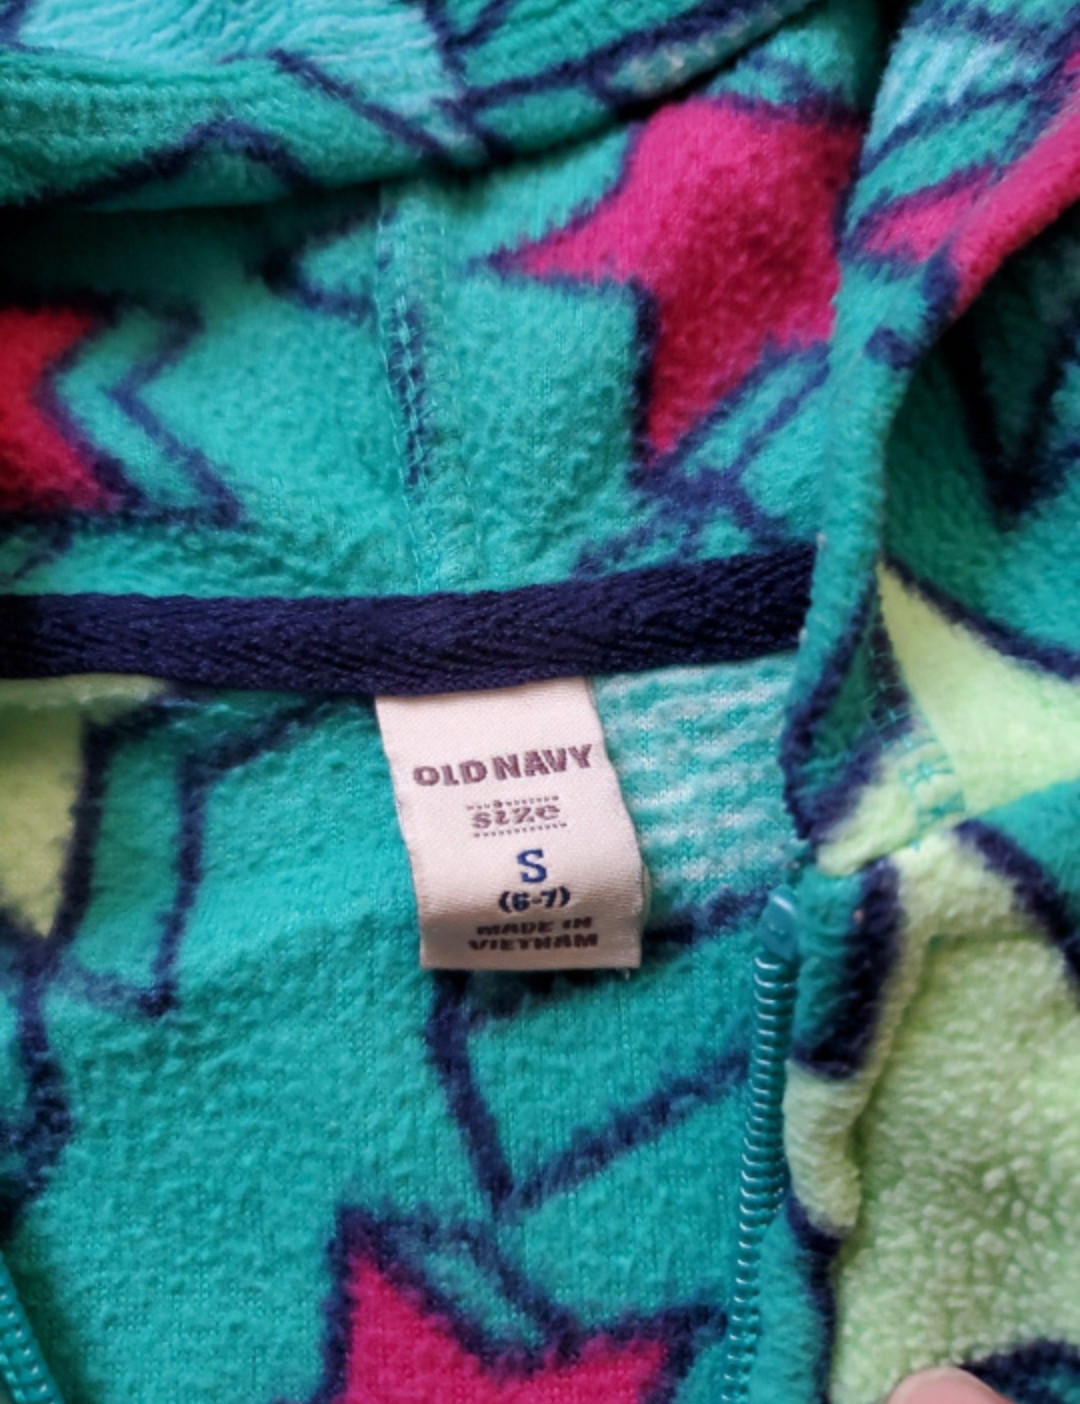 OLD NAVY
size
S
(6-7)
MADE IN
VIETNAM